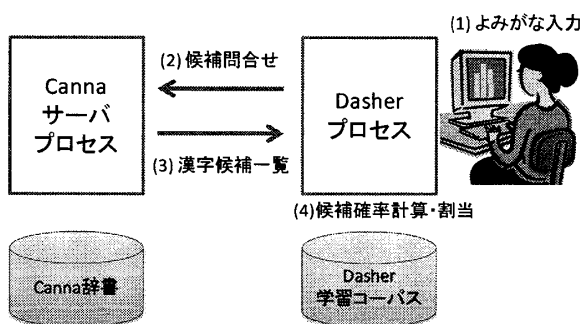 (1) よみがな入力
(2) 候補問合せ
Canna
サーバ
プロセス
Dasher
プロセス
(3) 漢字候補一覧
(4)候補確率計算・割当
Canna辞書
Dasher
学習コーパス